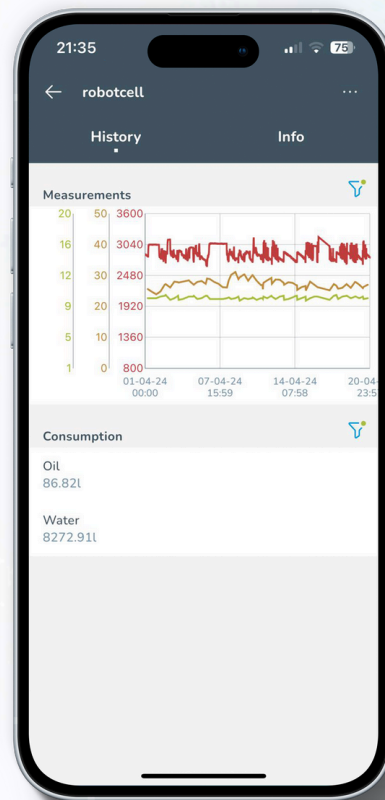 21:35
75
robotcell
History Info
Measurements
20 50 3600
16 40 3040
12 30 2480
9 20 1920
5 10 1360
1 0 800
01-04-24 07-04-24 14-04-24 20-04-
00:00 15:59 07:58 23:5
Consumption
Oil
86.82l
Water
8272.91l